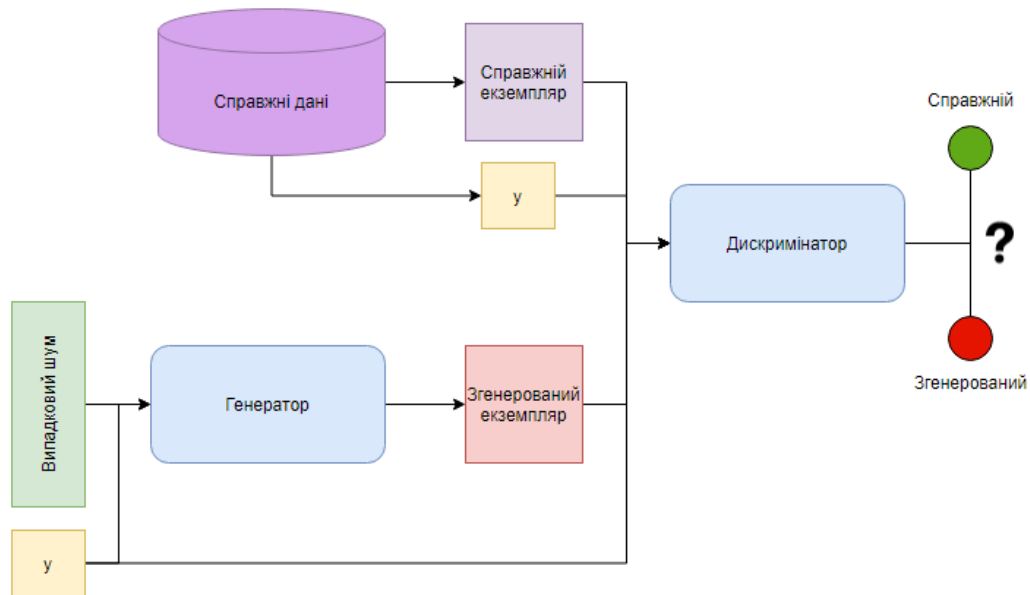 Справжні дані
Справжній
екземпляр
y
Дискримінатор
Справжній
?
Згенерований
Випадковий шум
Генератор
Згенерований
екземпляр
y